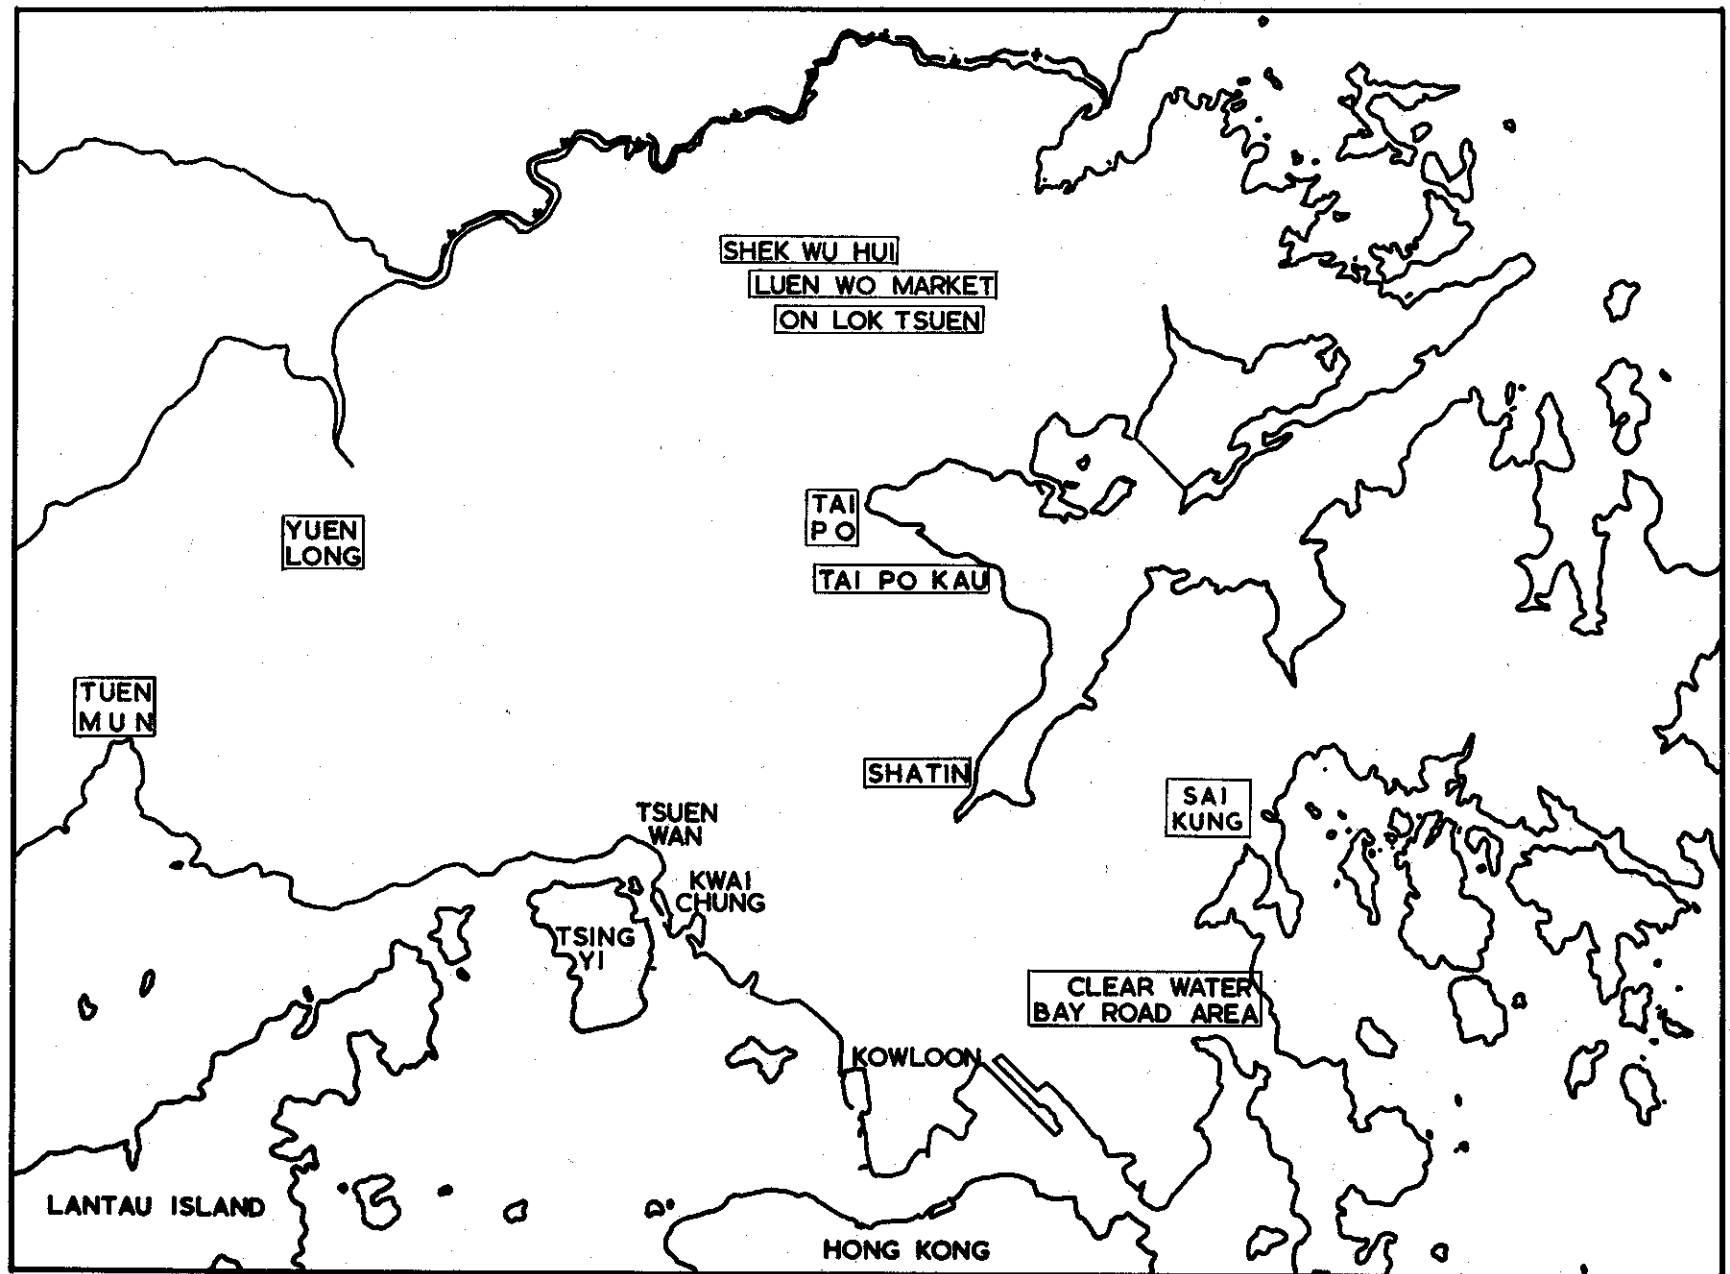 SHEK WU HUI
LUEN WO MARKET
ON LOK TSUEN
TAI
PO
YUEN
LONG
TAI PO KAU
TUEN
MUN
SHATIN
SAI
KUNG
TSUEN
WAN
KWAI
CHUNG
TSING
YI
CLEAR WATER
BAY ROAD AREA
KOWLOON
LANTAU ISLAND
HONG KONG